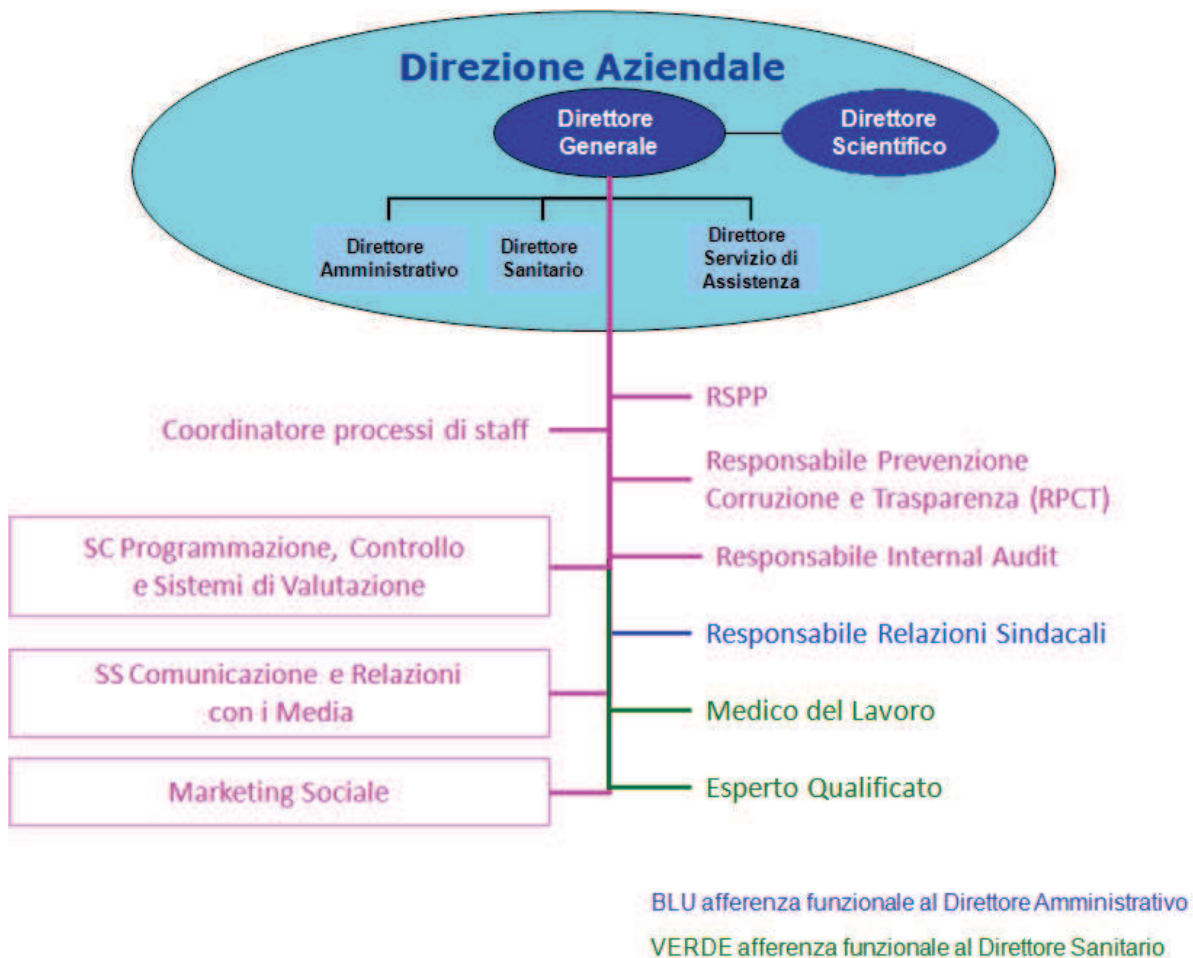 Direzione Aziendale
Direttore
Generale
Direttore
Scientifico
Direttore
Amministrativo
Direttore
Sanitario
Direttore
Servizio di
Assistenza
RSPP
Coordinatore processi di staff
Responsabile Prevenzione
Corruzione e Trasparenza (RPCT)
SC Programmazione, Controllo
e Sistemi di Valutazione
Responsabile Internal Audit
Responsabile Relazioni Sindacali
SS Comunicazione e Relazioni
con i Media
Medico del Lavoro
Marketing Sociale
Esperto Qualificato
BLU afferenza funzionale al Direttore Amministrativo
VERDE afferenza funzionale al Direttore Sanitario